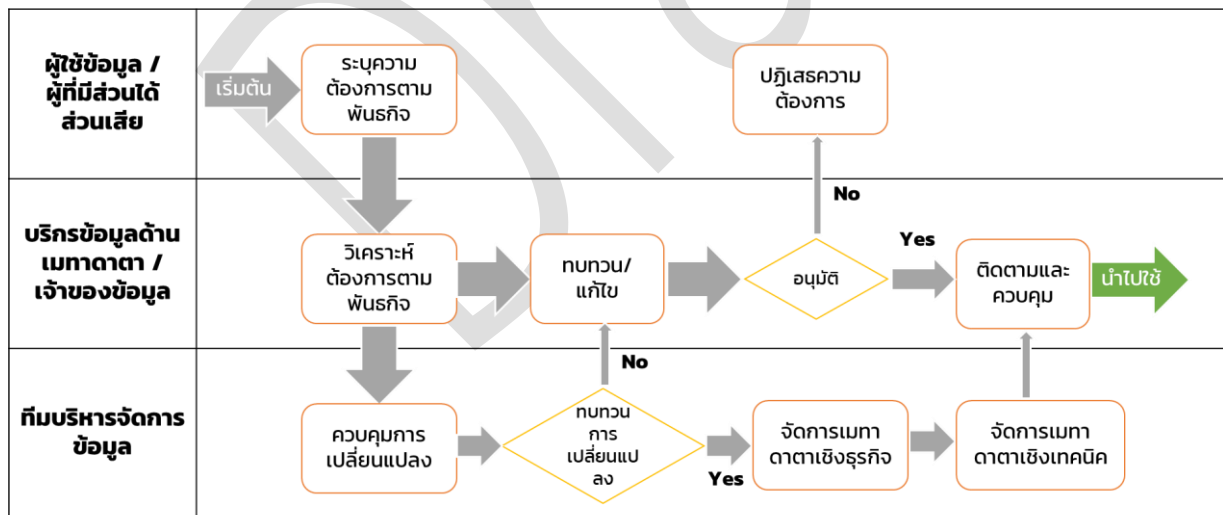 ผู้ใช้ข้อมูล /
ผู้ที่มีส่วนได้
ส่วนเสีย
เริ่มต้น
ระบุความ
ต้องการตาม
พันธกิจ
ปฏิเสธความ
ต้องการ
No
บริกรข้อมูลด้าน
เมทาดาตา /
เจ้าของข้อมูล
วิเคราะห์
ต้องการตาม
พันธกิจ
ทบทวน/
แก้ไข
อนุมัติ
Yes
ติดตามและ
ควบคุม
นำไปใช้
No
ทีมบริหารจัดการ
ข้อมูล
ควบคุมการ
เปลี่ยนแปลง
ทบทวน
การ
เปลี่ยนแป
ลง
Yes
จัดการเมทา
ดาตาเชิงธุรกิจ
จัดการเมทา
ดาตาเชิงเทคนิค